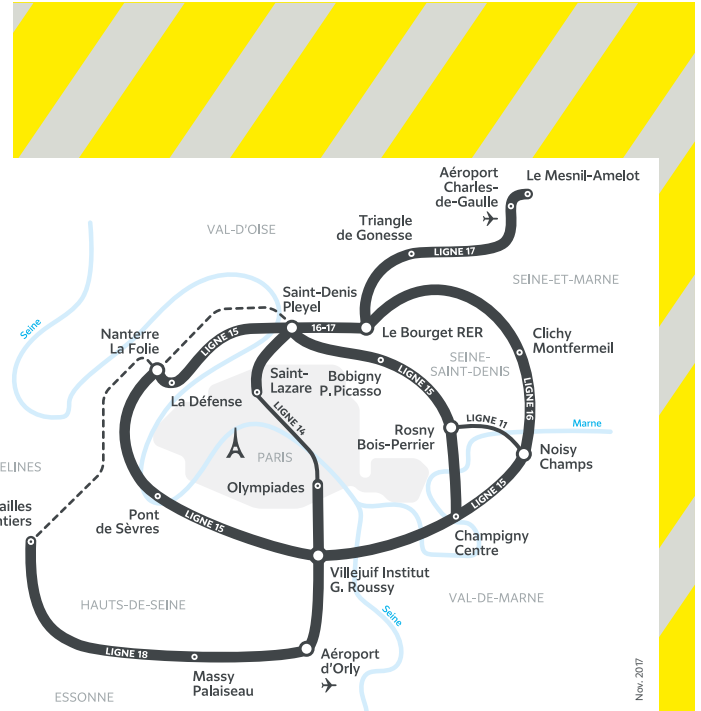 Aéroport
Charles-
de-Gaulle
Le Mesnil-Amelot
Triangle
de Gonesse
VAL-D'OISE
LIGNE 17
SEINE-ET-MARNE
Saint-Denis
Pleyel
Seine
Nanterre
La Folie
LIGNE 15
16-17
Le Bourget RER
Clichy
Montfermeil
SEINE-
SAINT-DENIS
Saint-
Lazare
Bobigny
P. Picasso
LIGNE 15
La Défense
LIGNE 16
LIGNE 14
Rosny
Bois-Perrier
LIGNE 11
Marne
PARIS
Noisy
Champs
ELINES
Olympiades
LIGNE 15
ailles
ntiers
Pont
de Sèvres
LIGNE 15
Champigny
Centre
Villejuif Institut
G. Roussy
HAUTS-DE-SEINE
VAL-DE-MARNE
Seine
LIGNE 18
Aéroport
d'Orly
Massy
Palaiseau
ESSONNE
Nov. 2017